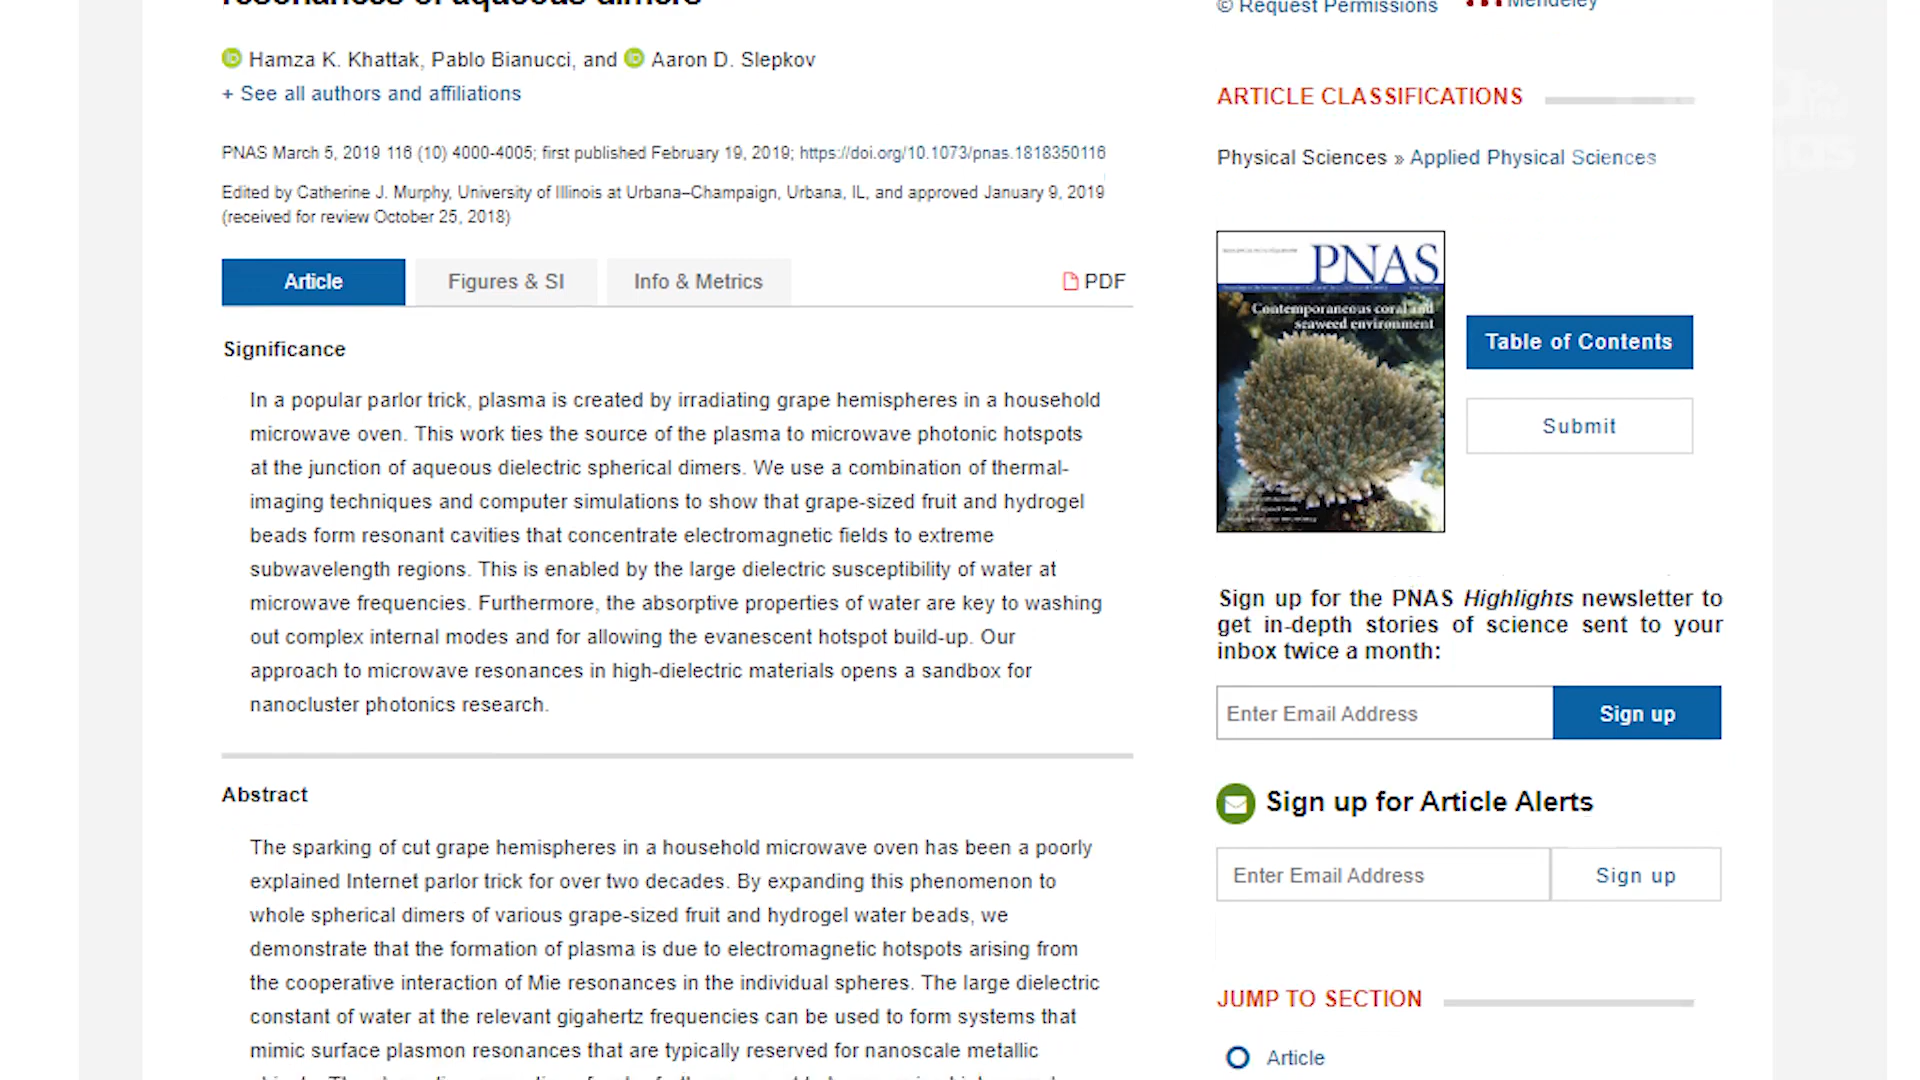 resonances of aqueous dimers
Hamza K. Khattak, Pablo Bianucci, and Aaron D. Slepkov
+ See all authors and affiliations
PNAS March 5, 2019 116 (10) 4000-4005; first published February 19, 2019; https://doi.org/10.1073/pnas.1818350116
Edited by Catherine J. Murphy, University of Illinois at Urbana–Champaign, Urbana, IL, and approved January 9, 2019
(received for review October 25, 2018)
Article
Figures & SI
Info & Metrics
PDF
Significance
In a popular parlor trick, plasma is created by irradiating grape hemispheres in a household
microwave oven. This work ties the source of the plasma to microwave photonic hotspots
at the junction of aqueous dielectric spherical dimers. We use a combination of thermal-
imaging techniques and computer simulations to show that grape-sized fruit and hydrogel
beads form resonant cavities that concentrate electromagnetic fields to extreme
subwavelength regions. This is enabled by the large dielectric susceptibility of water at
microwave frequencies. Furthermore, the absorptive properties of water are key to washing
out complex internal modes and for allowing the evanescent hotspot build-up. Our
approach to microwave resonances in high-dielectric materials opens a sandbox for
nanocluster photonics research.
Abstract
The sparking of cut grape hemispheres in a household microwave oven has been a poorly
explained Internet parlor trick for over two decades. By expanding this phenomenon to
whole spherical dimers of various grape-sized fruit and hydrogel water beads, we
demonstrate that the formation of plasma is due to electromagnetic hotspots arising from
the cooperative interaction of Mie resonances in the individual spheres. The large dielectric
constant of water at the relevant gigahertz frequencies can be used to form systems that
mimic surface plasmon resonances that are typically reserved for nanoscale metallic
© Request Permissions
Mendeley
ARTICLE CLASSIFICATIONS
Physical Sciences » Applied Physical Sciences
PNAS
Contemporaneous coral and
seaweed environment
Table of Contents
Submit
Sign up for the PNAS Highlights newsletter to
get in-depth stories of science sent to your
inbox twice a month:
Enter Email Address
Sign up
Sign up for Article Alerts
Enter Email Address
Sign up
JUMP TO SECTION
Article